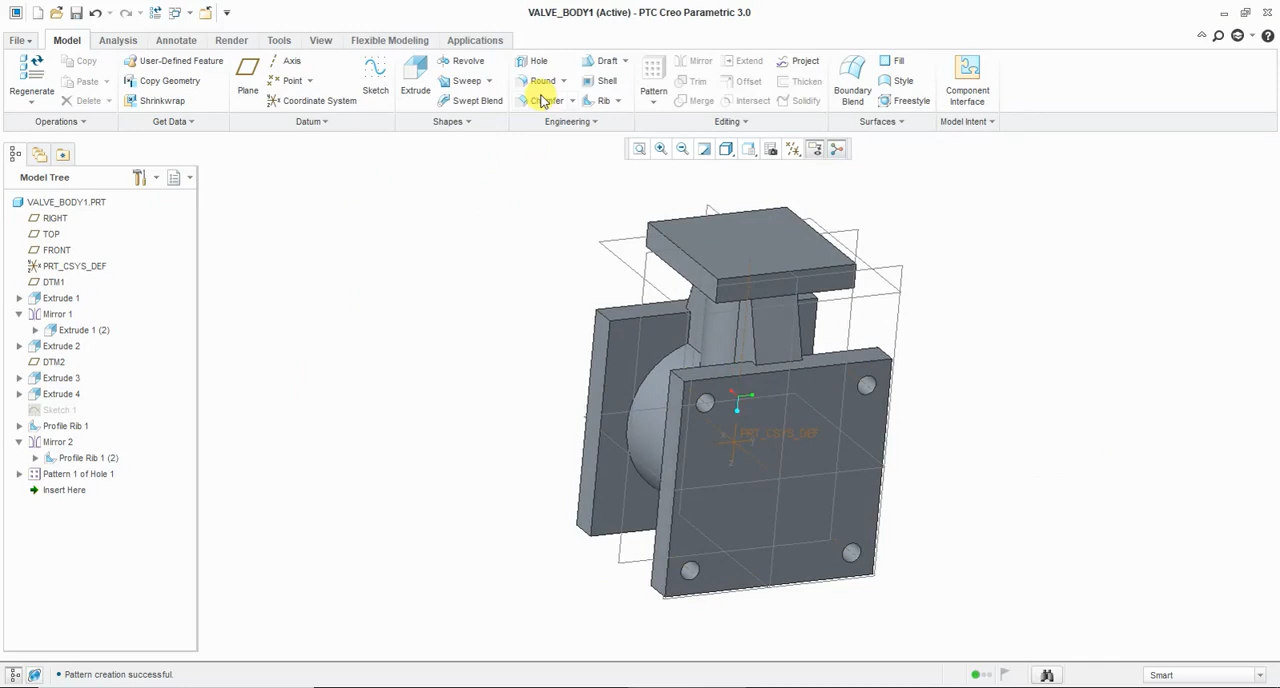 VALVE_BODY1 (Active) - PTC Creo Parametric 3.0
File Model Analysis Annotate Render Tools View Flexible Modeling Applications
Regenerate
Copy
Paste
Delete
Operations
User-Defined Feature
Copy Geometry
Shrinkwrap
Get Data
Plane
Axis
Point
Coordinate System
Sketch
Datum
Extrude
Revolve
Sweep
Swept Blend
Shapes
Hole
Round
Draft
Shell
Rib
Engineering
Pattern
Mirror
Trim
Merge
Extend
Offset
Intersect
Project
Thicken
Solidify
Editing
Boundary
Blend
Fill
Style
Freestyle
Surfaces
Component
Interface
Model Intent
Model Tree
VALVE_BODY1.PRT
RIGHT
TOP
FRONT
PRT_CSYS_DEF
DTM1
Extrude 1
Mirror 1
Extrude 1 (2)
Extrude 2
DTM2
Extrude 3
Extrude 4
Sketch 1
Profile Rib 1
Mirror 2
Profile Rib 1 (2)
Pattern 1 of Hole 1
Insert Here
PRT_CSYS_DEF
Pattern creation successful.
Smart